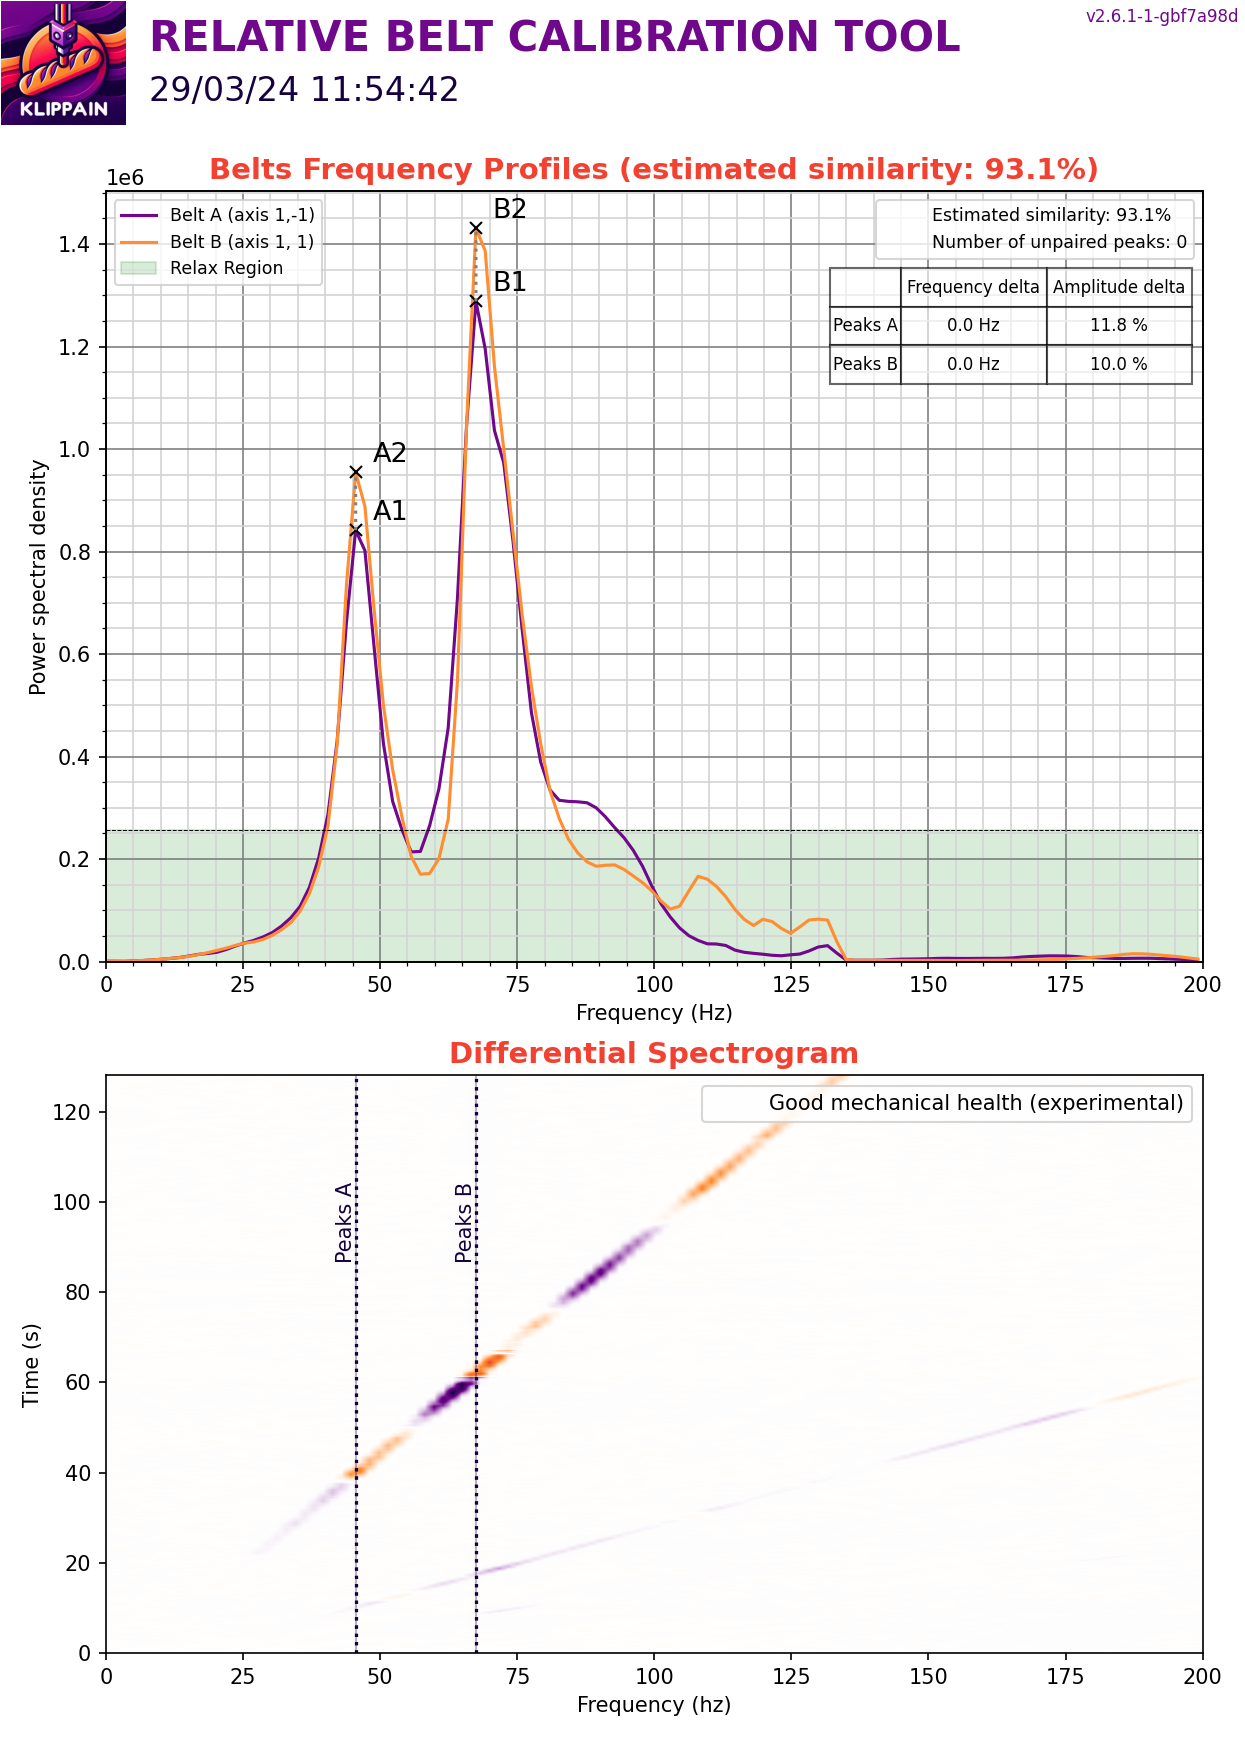 RELATIVE BELT CALIBRATION TOOL
v2.6.1-1-gbf7a98d
29/03/24 11:54:42
KLIPPAIN
Belts Frequency Profiles (estimated similarity: 93.1%)
1e6
Belt A (axis 1,-1)
Belt B (axis 1, 1)
Relax Region
Estimated similarity: 93.1%
Number of unpaired peaks: 0
Frequency delta Amplitude delta
Peaks A 0.0 Hz 11.8 %
Peaks B 0.0 Hz 10.0 %
B2
B1
A2
A1
1.4
1.2
1.0
0.8
0.6
0.4
0.2
0.0
Power spectral density
0 25 50 75 100 125 150 175 200
Frequency (Hz)
Differential Spectrogram
Good mechanical health (experimental)
Peaks A
Peaks B
120
100
80
60
40
20
0
Time (s)
0 25 50 75 100 125 150 175 200
Frequency (hz)